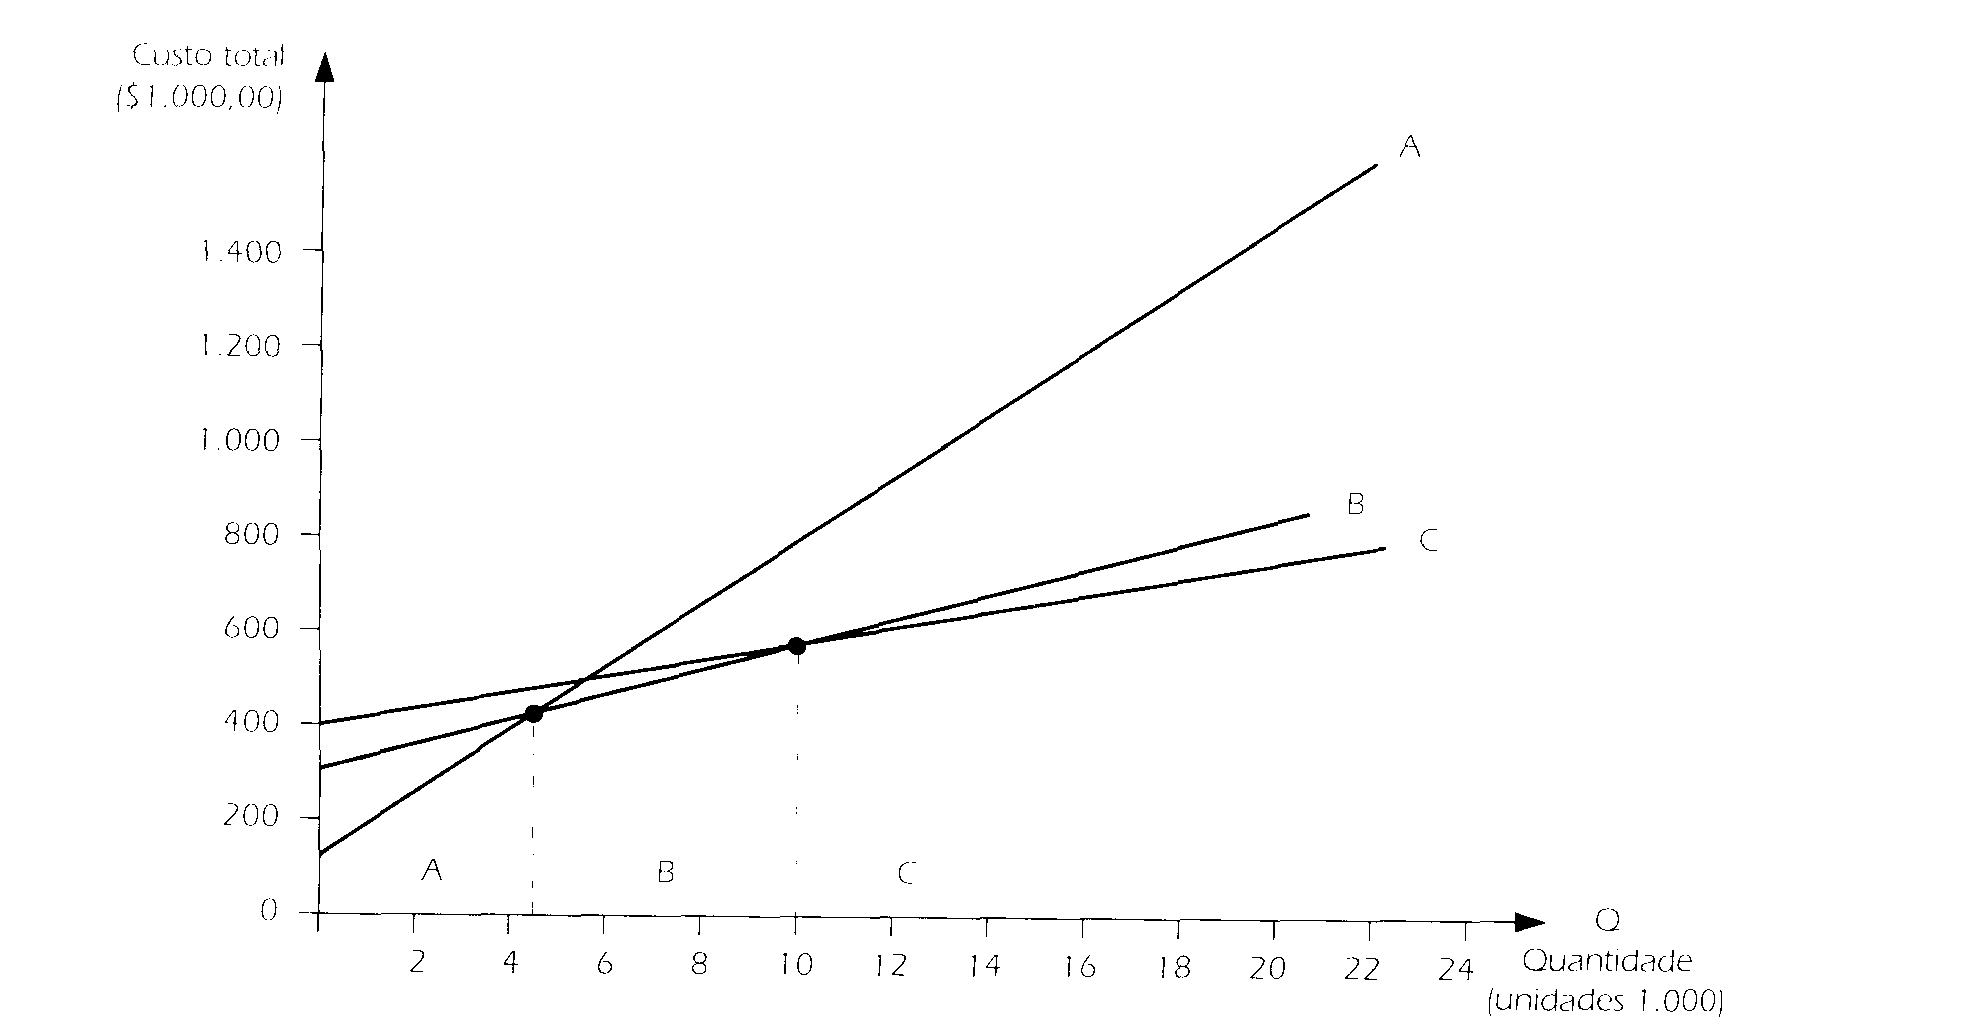 Custo total
($1.000,00)
A
1.400
1.200
1.000
B
C
800
600
400
200
A
B
C
0
Q
2 4 6 8 10 12 14 16 18 20 22 24
Quantidade
(unidades 1.000)